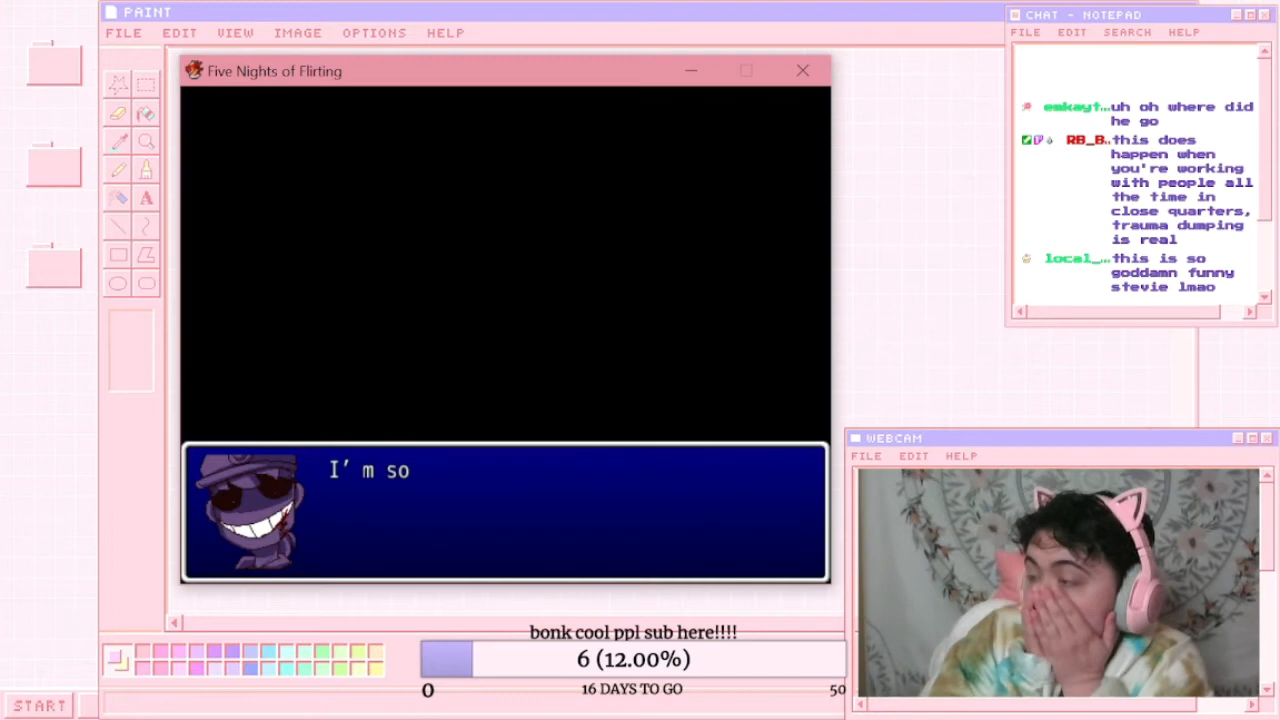 PAINT
FILE EDIT VIEW IMAGE OPTIONS HELP
Five Nights of Flirting
I'm so
CHAT - NOTEPAD
FILE EDIT SEARCH HELP
emkayt...uh oh where did
he go
RB_B..this does
happen when
you're working
with people all
the time in
close quarters,
trauma dumping
is real
local_...this is so
goddamn funny
stevie lmao
WEBCAM
FILE EDIT HELP
bonk cool ppl sub here!!!!
6 (12.00%)
0 16 DAYS TO GO 50
START